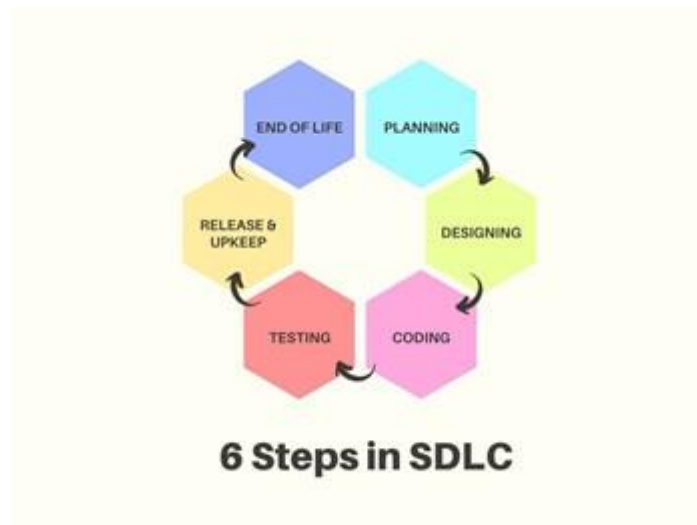 PLANNING
DESIGNING
CODING
TESTING
RELEASE &
UPKEEP
END OF LIFE
6 Steps in SDLC